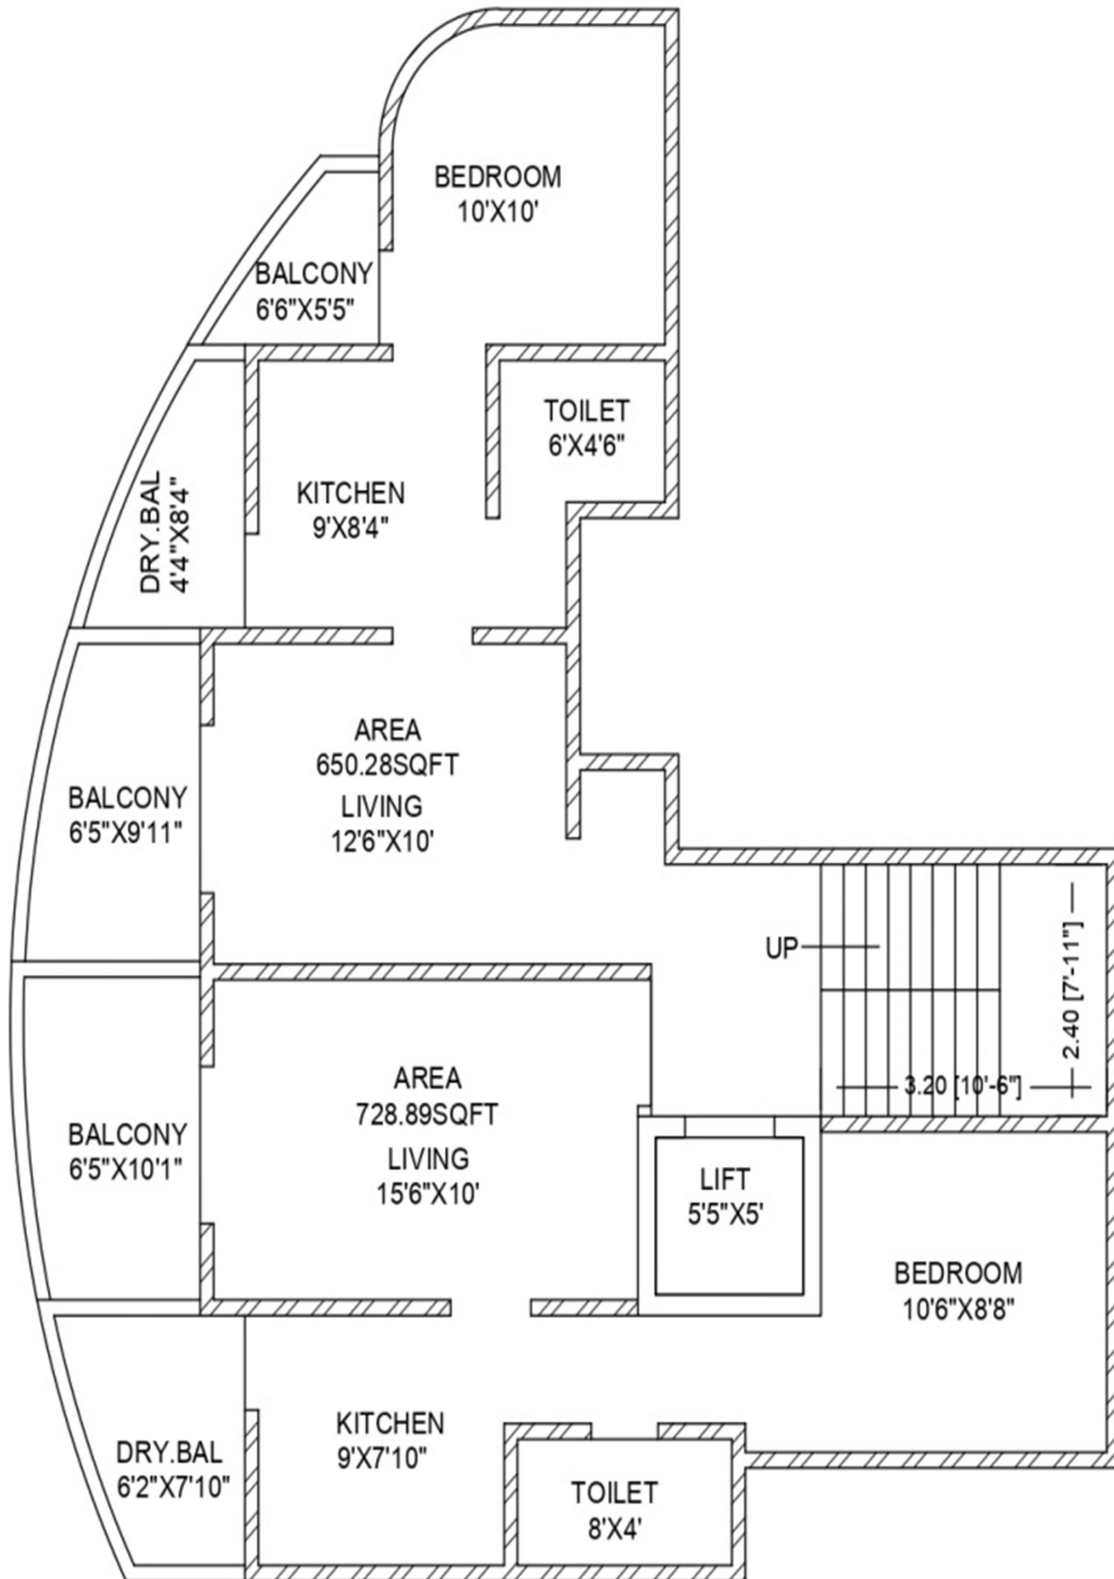 BEDROOM
10'X10'
BALCONY
6'6"X5'5"
TOILET
6'X4'6"
KITCHEN
9'X8'4"
DRY.BAL
4'4"X8'4"
AREA
650.28SQFT
LIVING
12'6"X10'
BALCONY
6'5"X9'11"
UP
2.40 [7'-11"]
3.20 [10'-6"]
AREA
728.89SQFT
LIVING
15'6"X10'
BALCONY
6'5"X10'1"
LIFT
5'5"X5'
BEDROOM
10'6"X8'8"
KITCHEN
9'X7'10"
DRY.BAL
6'2"X7'10"
TOILET
8'X4'